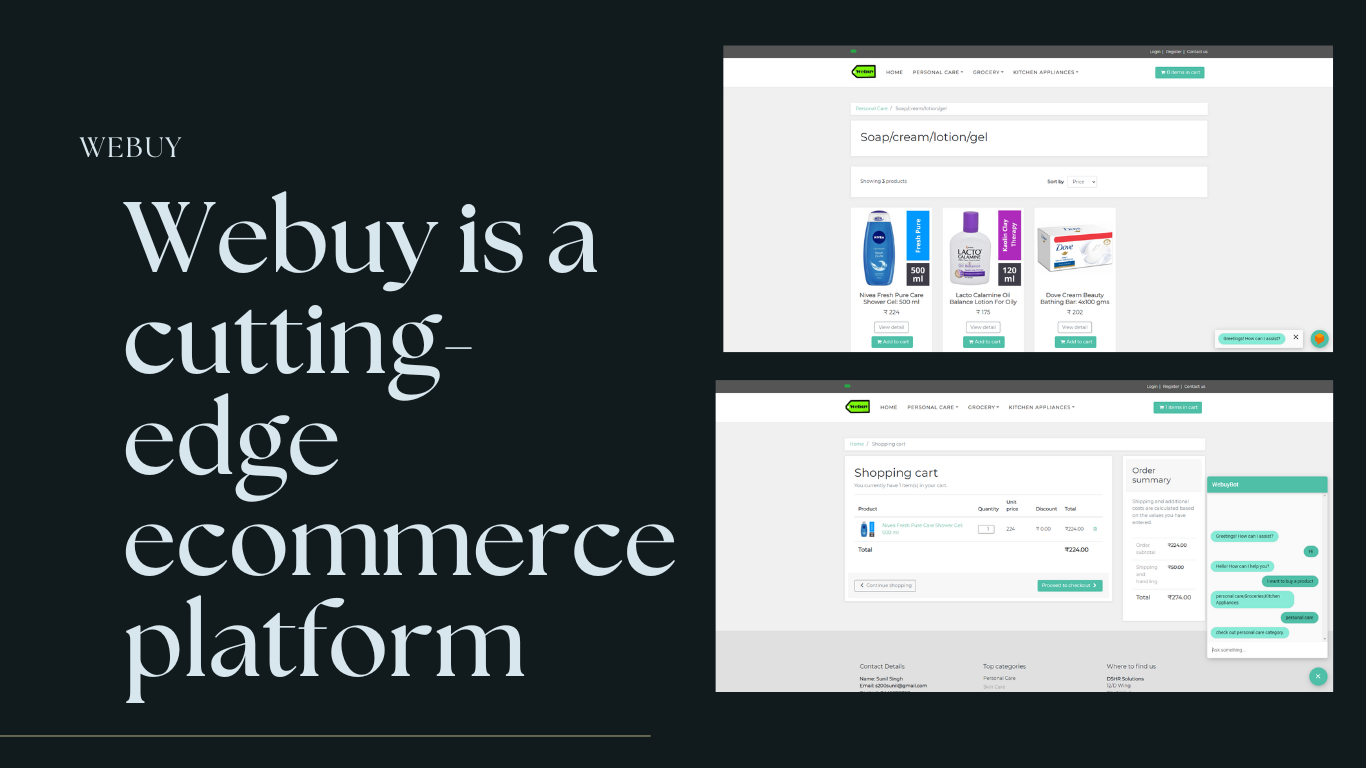 WEBUY
Webuy is a
cutting-
edge
ecommerce
platform
Login | Register | Contact us
WeBUY HOME PERSONAL CARE GROCERY KITCHEN APPLIANCES 0 items in cart
Personal Care / Soap/cream/lotion/gel
Soap/cream/lotion/gel
Showing 3 products Sort by Price
NIVEA Fresh Pure 500 ml
LACTO CALAMINE Kaolin Clay Therapy 120 ml
Dove
Nivea Fresh Pure Care Shower Gel: 500 ml
₹ 224
View detail
Add to cart
Lacto Calamine Oil Balance Lotion For Oily
₹ 175
View detail
Add to cart
Dove Cream Beauty Bathing Bar: 4x100 gms
₹ 202
View detail
Add to cart
Greetings! How can I assist? ✕
Login | Register | Contact us
WeBUY HOME PERSONAL CARE GROCERY KITCHEN APPLIANCES 1 items in cart
Home / Shopping cart
Shopping cart
You currently have 1 item(s) in your cart.
Product Quantity Unit price Discount Total
Nivea Fresh Pure Care Shower Gel: 500 ml 1 224 ₹ 0.00 ₹224.00
Total ₹224.00
Continue shopping Proceed to checkout
Order summary
Shipping and additional
costs are calculated based
on the values you have
entered.
Order subtotal ₹224.00
Shipping and handling ₹50.00
Total ₹274.00
WebuyBot
Greetings! How can I assist?
Hi
Hello! How can I help you?
I want to buy a product
personal care,Groceries,Kitchen
Appliances
personal care
check out personal care category
Ask something...
Contact Details
Name: Sunil Singh
Email: s200sunil@gmail.com
Top categories
Personal Care
Skin Care
Where to find us
DSHR Solutions
12/D Wing